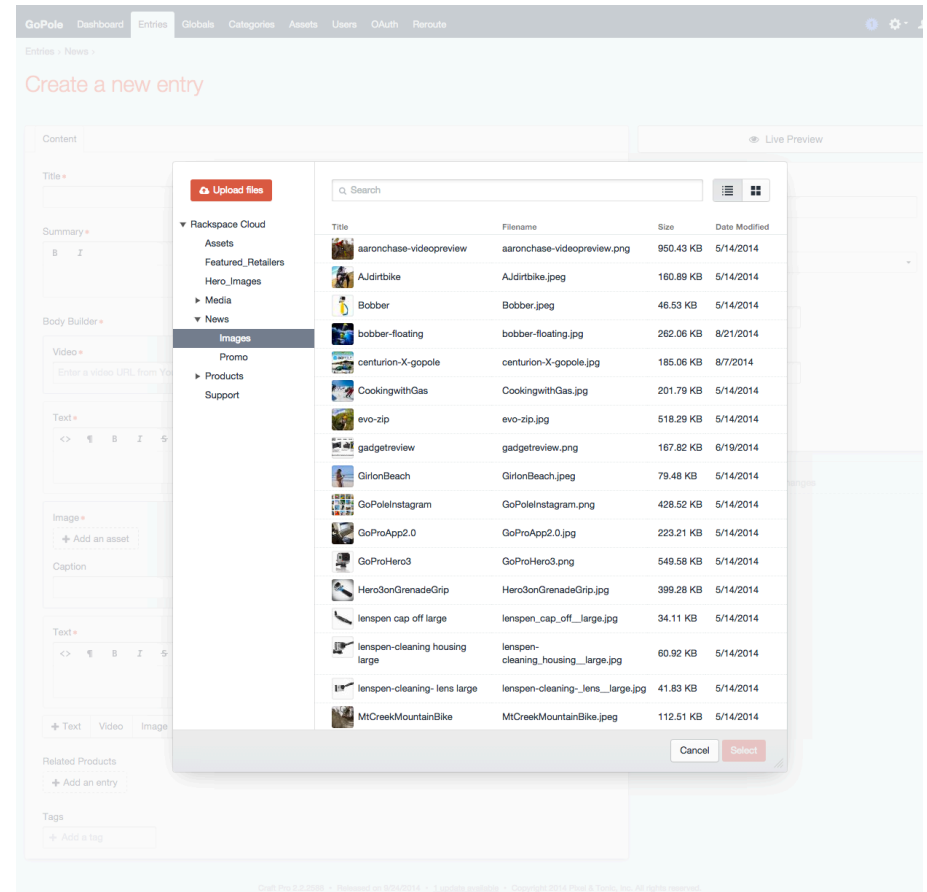 GoPole Dashboard Entries Globals Categories Assets Users OAuth Reroute
Entries › News ›
Create a new entry
Content
Live Preview
Title
Summary
B I
Body Builder
Video
Enter a video URL from
Text
B I S
Image
+ Add an asset
Caption
Text
B I S
+ Text Video Image
Related Products
+ Add an entry
Tags
+ Add a tag
Upload files
Search
Rackspace Cloud
Assets
Featured_Retailers
Hero_Images
Media
News
Images
Promo
Products
Support
Title Filename Size Date Modified
aaronchase-videopreview aaronchase-videopreview.png 950.43 KB 5/14/2014
AJdirtbike AJdirtbike.jpeg 160.89 KB 5/14/2014
Bobber Bobber.jpeg 46.53 KB 5/14/2014
bobber-floating bobber-floating.jpg 262.06 KB 8/21/2014
centurion-X-gopole centurion-X-gopole.jpg 185.06 KB 8/7/2014
CookingwithGas CookingwithGas.jpg 201.79 KB 5/14/2014
evo-zip evo-zip.jpg 518.29 KB 5/14/2014
gadgetreview gadgetreview.png 167.82 KB 6/19/2014
GirlonBeach GirlonBeach.jpeg 79.48 KB 5/14/2014
GoPoleInstagram GoPoleInstagram.png 428.52 KB 5/14/2014
GoProApp2.0 GoProApp2.0.jpg 223.21 KB 5/14/2014
GoProHero3 GoProHero3.png 549.58 KB 5/14/2014
Hero3onGrenadeGrip Hero3onGrenadeGrip.jpg 399.28 KB 5/14/2014
lenspen cap off large lenspen_cap_off__large.jpg 34.11 KB 5/14/2014
lenspen-cleaning housing large lenspen-cleaning_housing__large.jpg 60.92 KB 5/14/2014
lenspen-cleaning- lens large lenspen-cleaning-_lens__large.jpg 41.83 KB 5/14/2014
MtCreekMountainBike MtCreekMountainBike.jpeg 112.51 KB 5/14/2014
Cancel Select